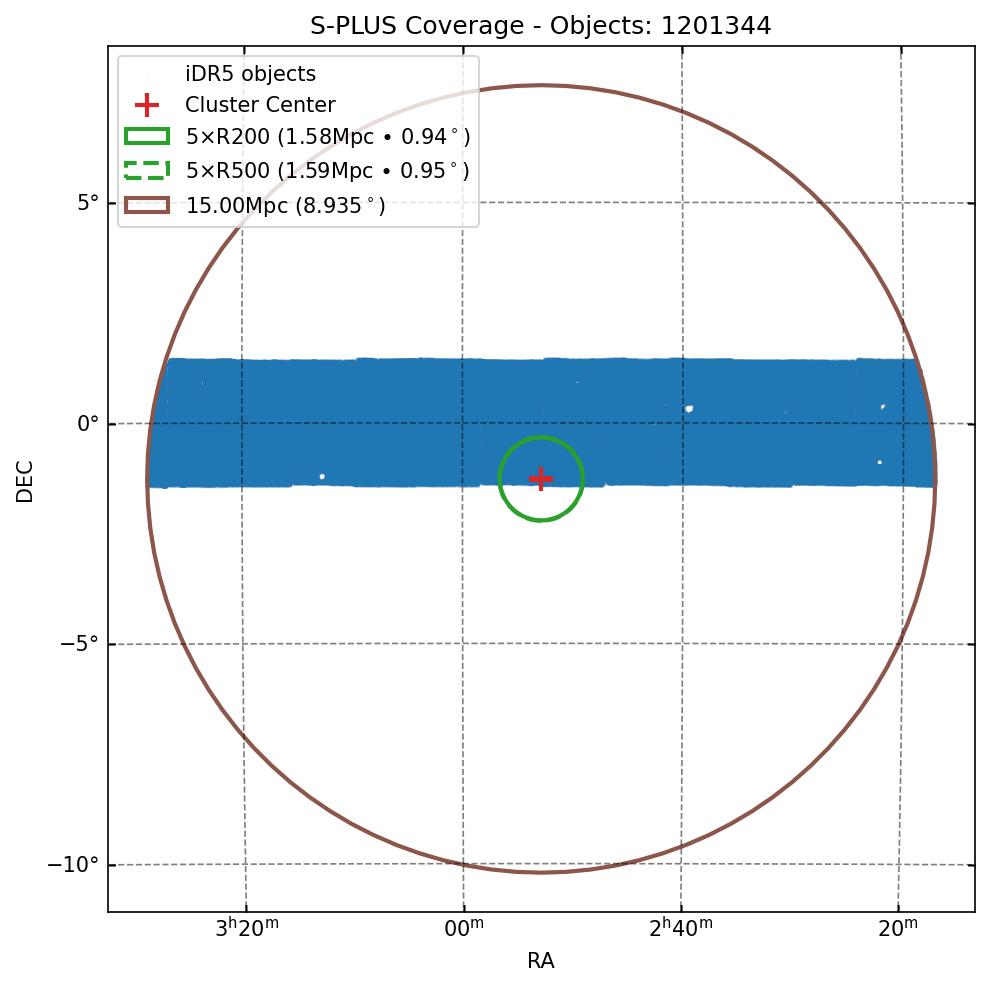 S-PLUS Coverage - Objects: 1201344
iDR5 objects
Cluster Center
5×R200 (1.58Mpc • 0.94°)
5×R500 (1.59Mpc • 0.95°)
15.00Mpc (8.935°)
5°
0°
−5°
−10°
DEC
3ʰ20ᵐ
00ᵐ
2ʰ40ᵐ
20ᵐ
RA